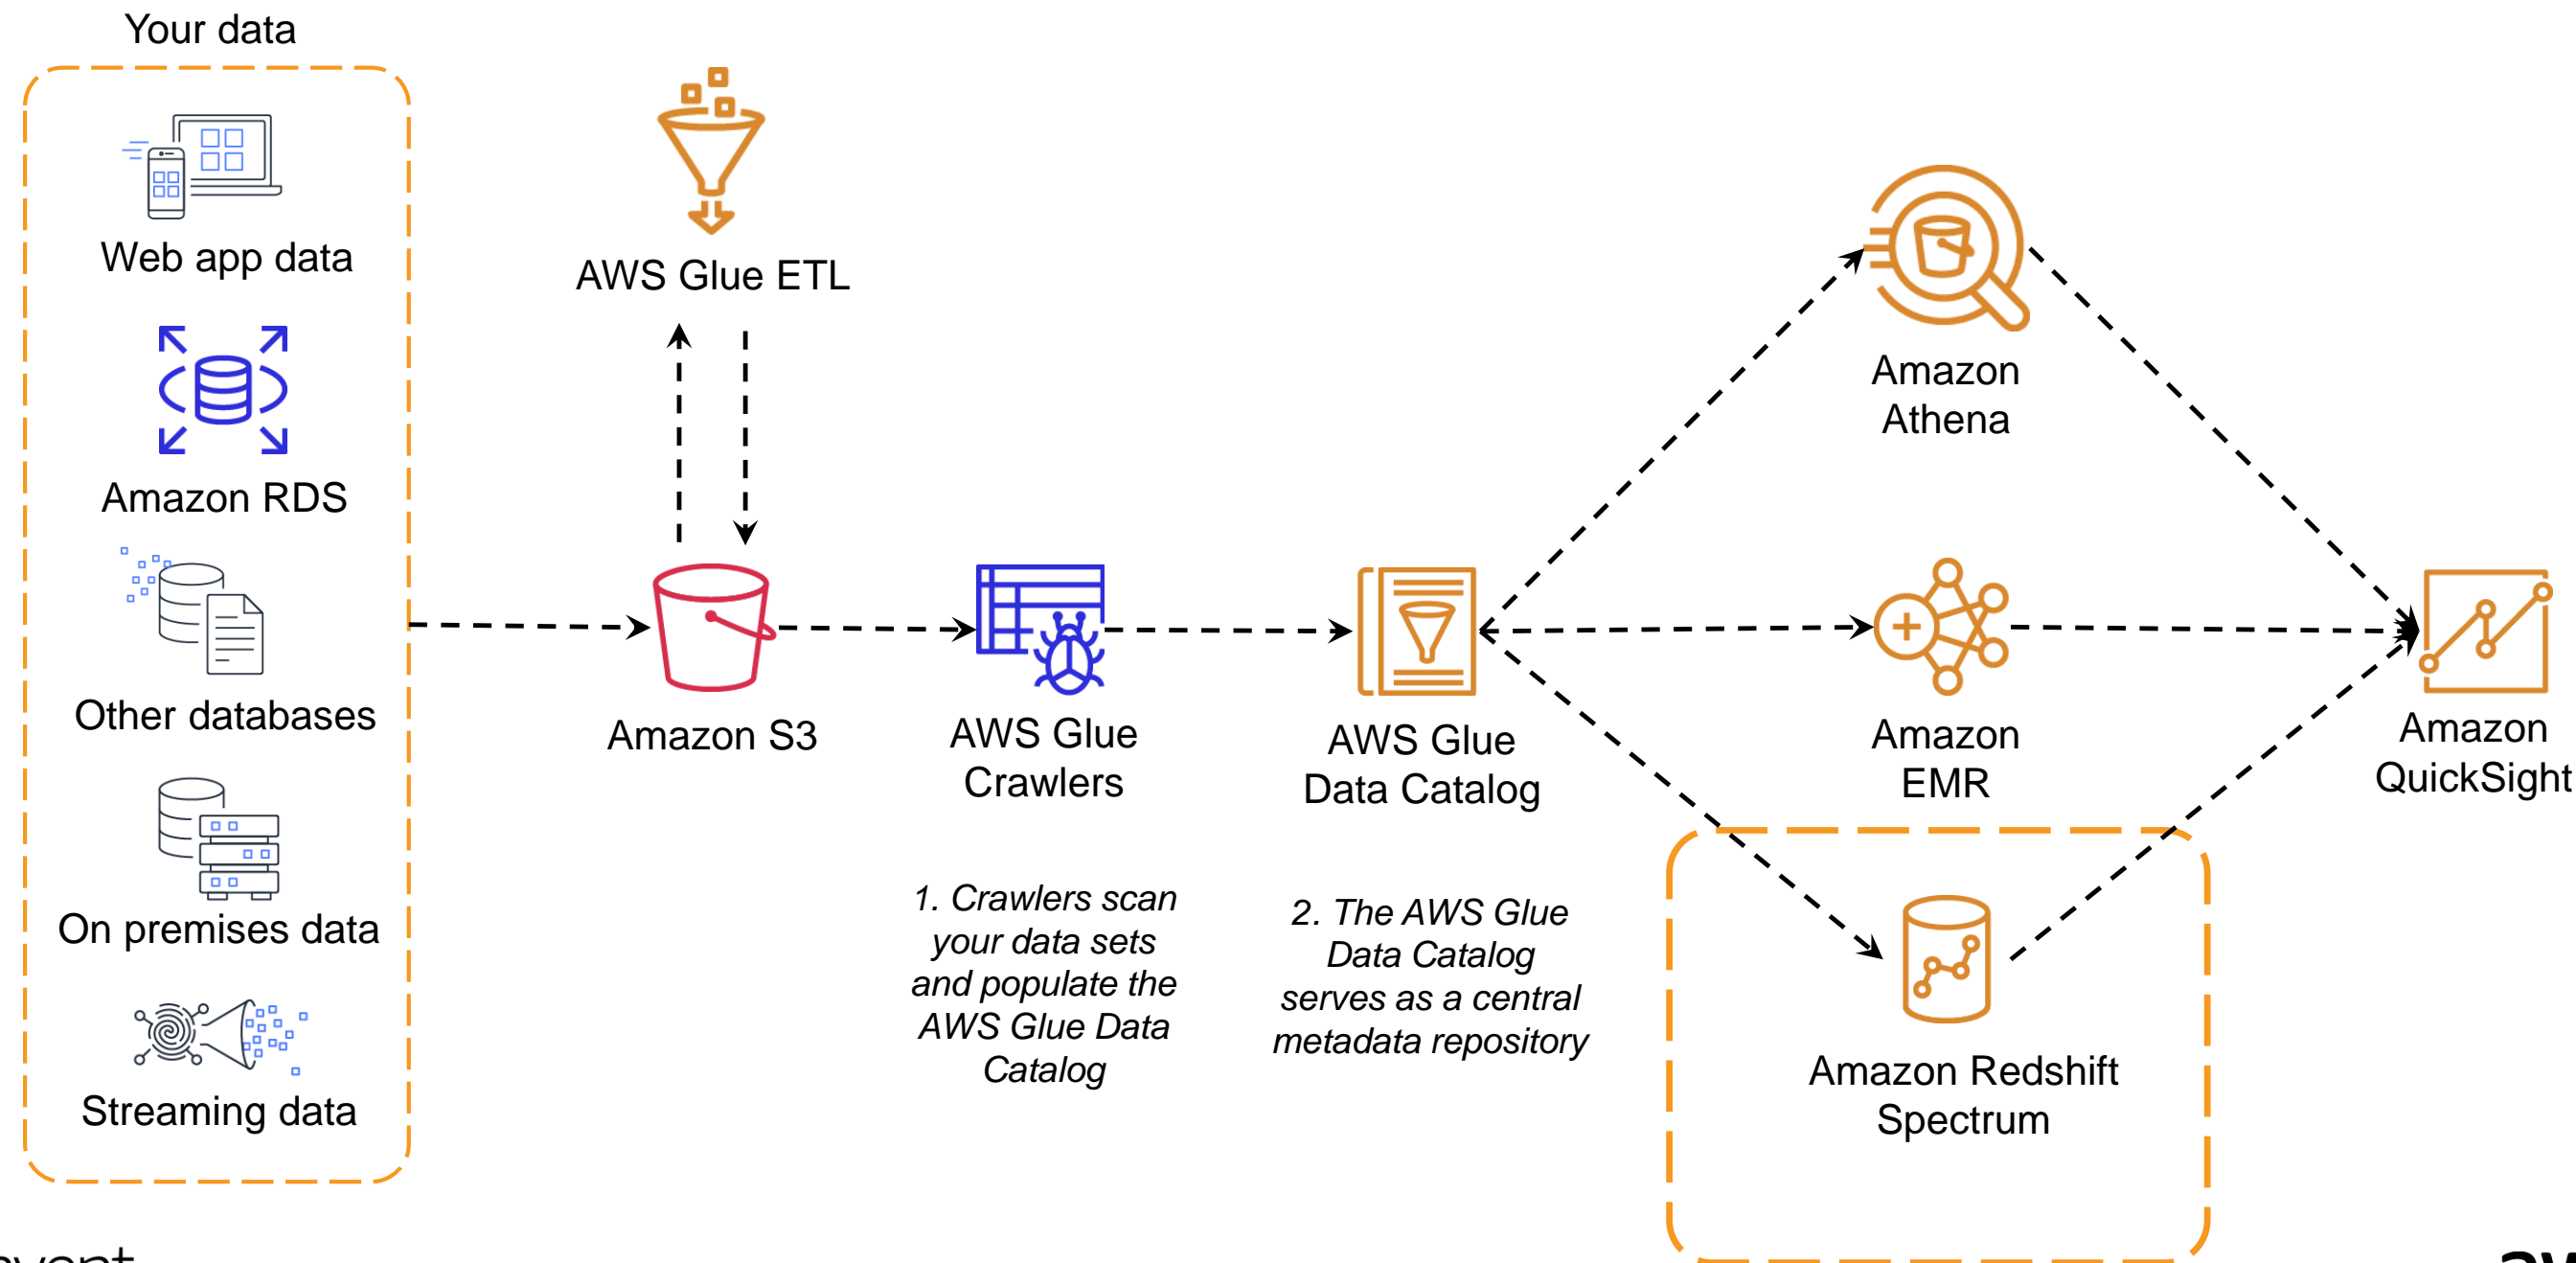 Your data
Web app data
Amazon RDS
Other databases
On premises data
Streaming data
AWS Glue ETL
Amazon S3
AWS Glue
Crawlers
1. Crawlers scan
your data sets
and populate the
AWS Glue Data
Catalog
AWS Glue
Data Catalog
2. The AWS Glue
Data Catalog
serves as a central
metadata repository
Amazon
Athena
Amazon
EMR
Amazon Redshift
Spectrum
Amazon
QuickSight